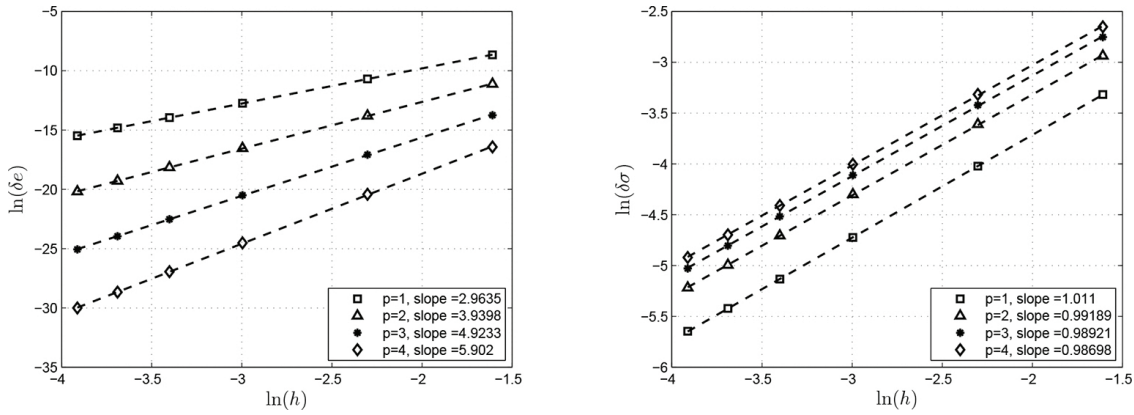 −5
−10
−15
−20
−25
−30
−35
ln(δe)
p=1, slope =2.9635
p=2, slope =3.9398
p=3, slope =4.9233
p=4, slope =5.902
−4 −3.5 −3 −2.5 −2 −1.5
ln(h)
−2.5
−3
−3.5
−4
−4.5
−5
−5.5
−6
ln(δσ)
p=1, slope =1.011
p=2, slope =0.99189
p=3, slope =0.98921
p=4, slope =0.98698
−4 −3.5 −3 −2.5 −2 −1.5
ln(h)